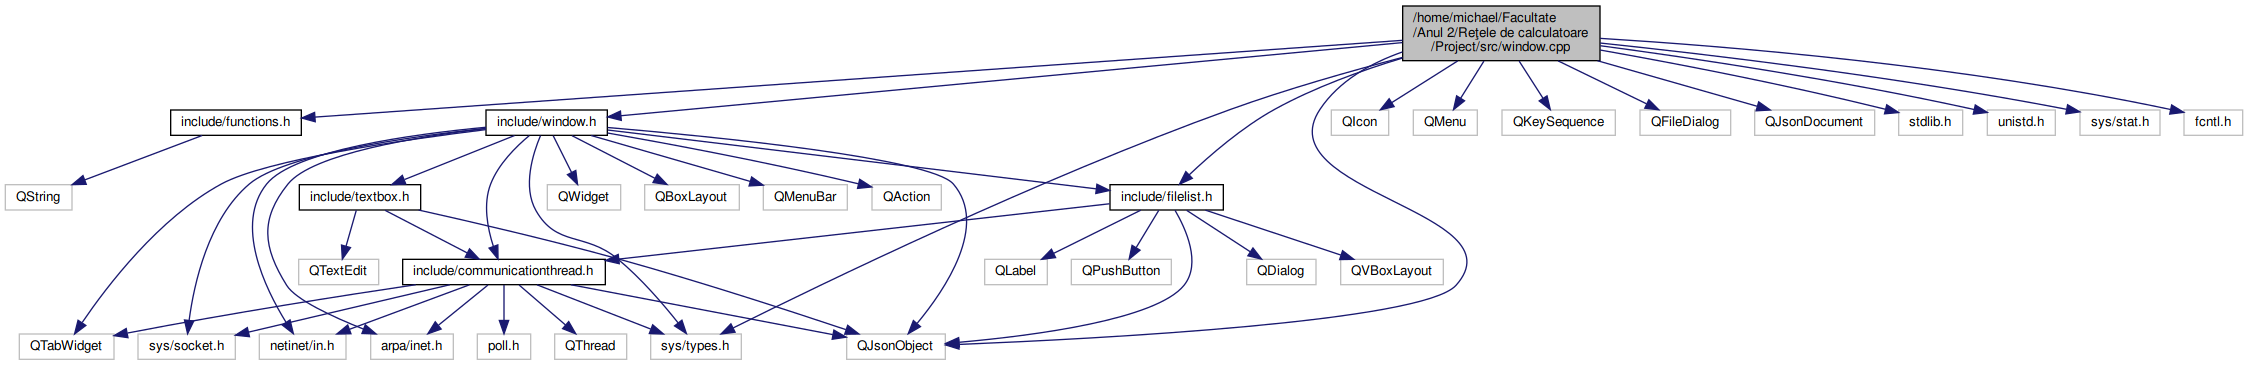 /home/michael/Facultate
/Anul 2/Reţele de calculatoare
/Project/src/window.cpp
include/functions.h
include/window.h
QIcon
QMenu
QKeySequence
QFileDialog
QJsonDocument
stdlib.h
unistd.h
sys/stat.h
fcntl.h
QString
include/textbox.h
QWidget
QBoxLayout
QMenuBar
QAction
include/filelist.h
QTextEdit
include/communicationthread.h
QLabel
QPushButton
QDialog
QVBoxLayout
QTabWidget
sys/socket.h
netinet/in.h
arpa/inet.h
poll.h
QThread
sys/types.h
QJsonObject